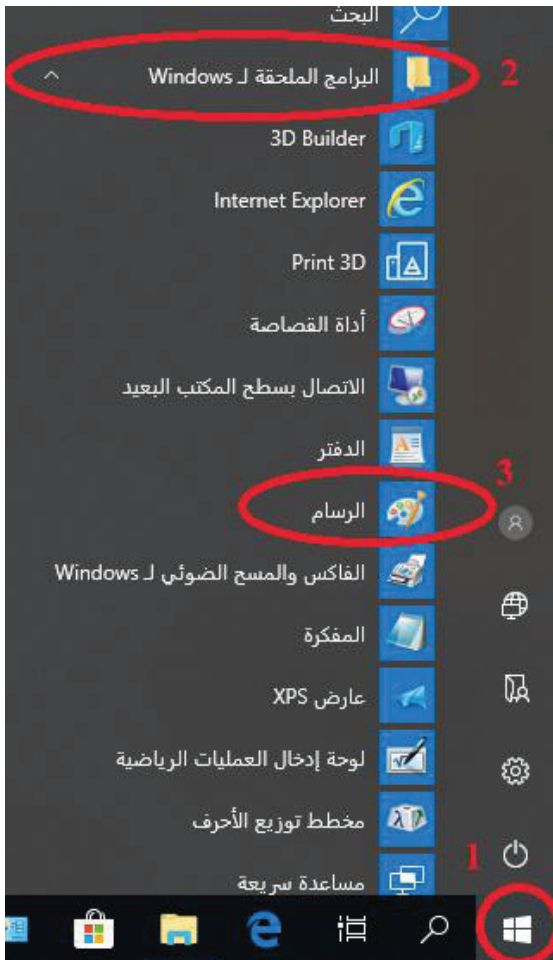 البحث
البرامج الملحقة لـ Windows
2
3D Builder
Internet Explorer
Print 3D
أداة القصاصة
الاتصال بسطح المكتب البعيد
الدفتر
3
الرسام
الفاكس والمسح الضوئي لـ Windows
المفكرة
عارض XPS
لوحة إدخال العمليات الرياضية
مخطط توزيع الأحرف
1
مساعدة سريعة